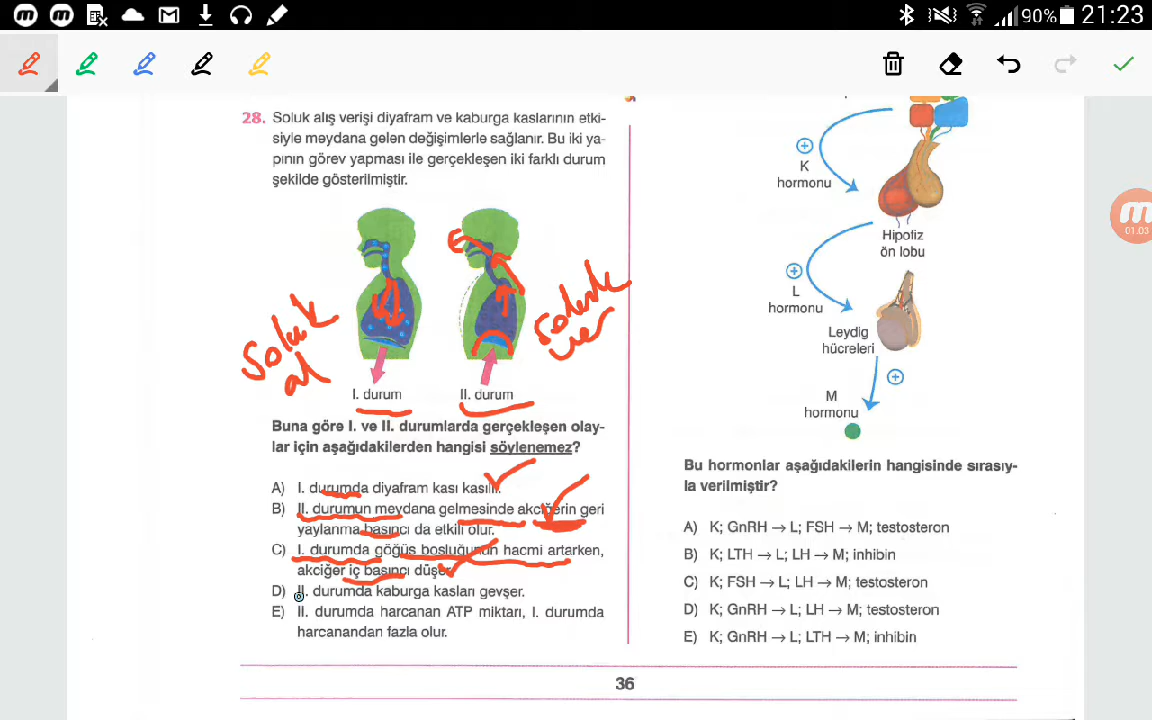 90% 21:23
01:03
28. Soluk alış verişi diyafram ve kaburga kaslarının etki-
siyle meydana gelen değişimlerle sağlanır. Bu iki ya-
pının görev yapması ile gerçekleşen iki farklı durum
şekilde gösterilmiştir.
Soluk
al
Soluk
ver
I. durum
II. durum
Buna göre I. ve II. durumlarda gerçekleşen olay-
lar için aşağıdakilerden hangisi söylenemez?
A) I. durumda diyafram kası kasılır.
B) II. durumun meydana gelmesinde akciğerin geri
yaylanma basıncı da etkili olur.
C) I. durumda göğüs boşluğunun hacmi artarken,
akciğer iç basıncı düşer.
D) II. durumda kaburga kasları gevşer.
E) II. durumda harcanan ATP miktarı, I. durumda
harcanandan fazla olur.
K
hormonu
Hipofiz
ön lobu
L
hormonu
Leydig
hücreleri
M
hormonu
Bu hormonlar aşağıdakilerin hangisinde sırasıy-
la verilmiştir?
A) K; GnRH → L; FSH → M; testosteron
B) K; LTH → L; LH → M; inhibin
C) K; FSH → L; LH → M; testosteron
D) K; GnRH → L; LH → M; testosteron
E) K; GnRH → L; LTH → M; inhibin
36